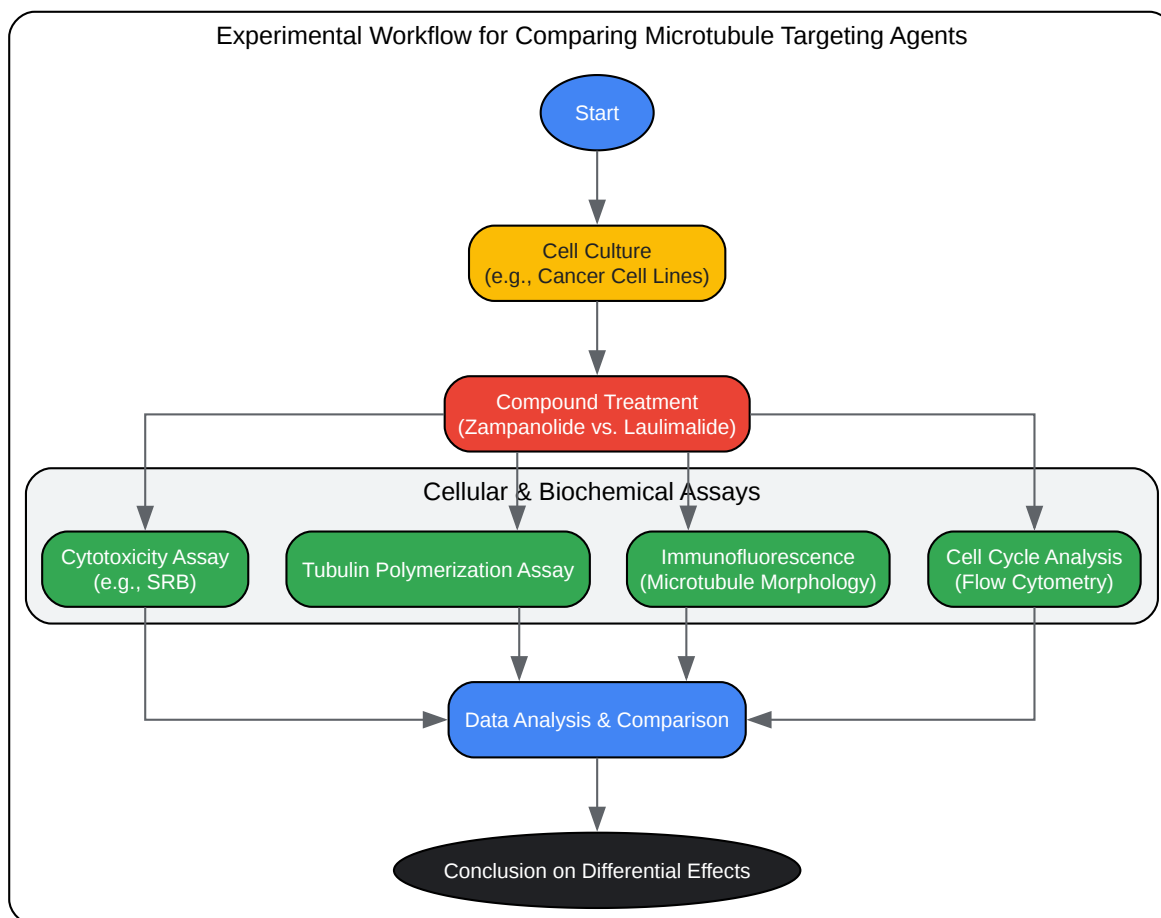 Experimental Workflow for Comparing Microtubule Targeting Agents
Start
Cell Culture
(e.g., Cancer Cell Lines)
Compound Treatment
(Zampanolide vs. Laulimalide)
Cellular & Biochemical Assays
Cytotoxicity Assay
(e.g., SRB)
Tubulin Polymerization Assay
Immunofluorescence
(Microtubule Morphology)
Cell Cycle Analysis
(Flow Cytometry)
Data Analysis & Comparison
Conclusion on Differential Effects